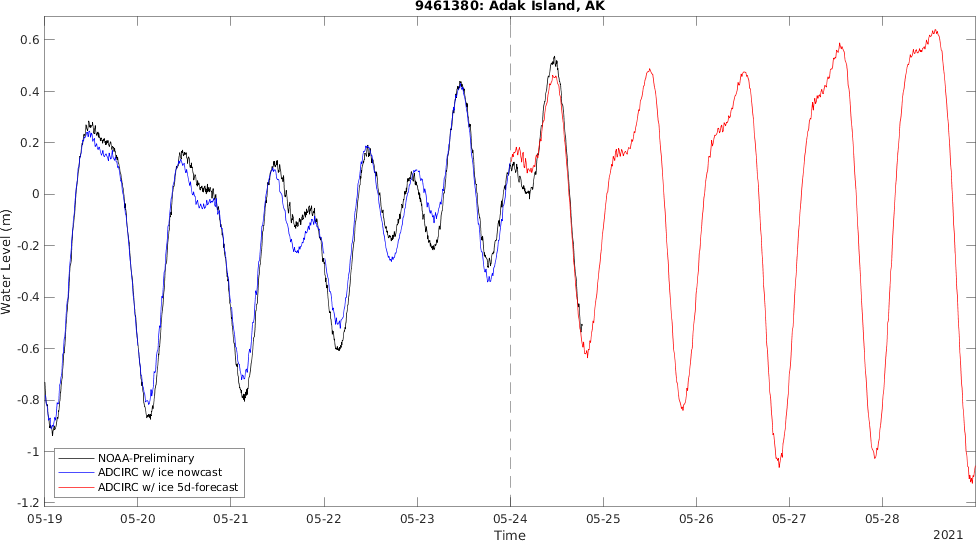 9461380: Adak Island, AK
Water Level (m)
0.6
0.4
0.2
0
-0.2
-0.4
-0.6
-0.8
-1
-1.2
NOAA-Preliminary
ADCIRC w/ ice nowcast
ADCIRC w/ ice 5d-forecast
05-19 05-20 05-21 05-22 05-23 05-24 05-25 05-26 05-27 05-28
Time
2021